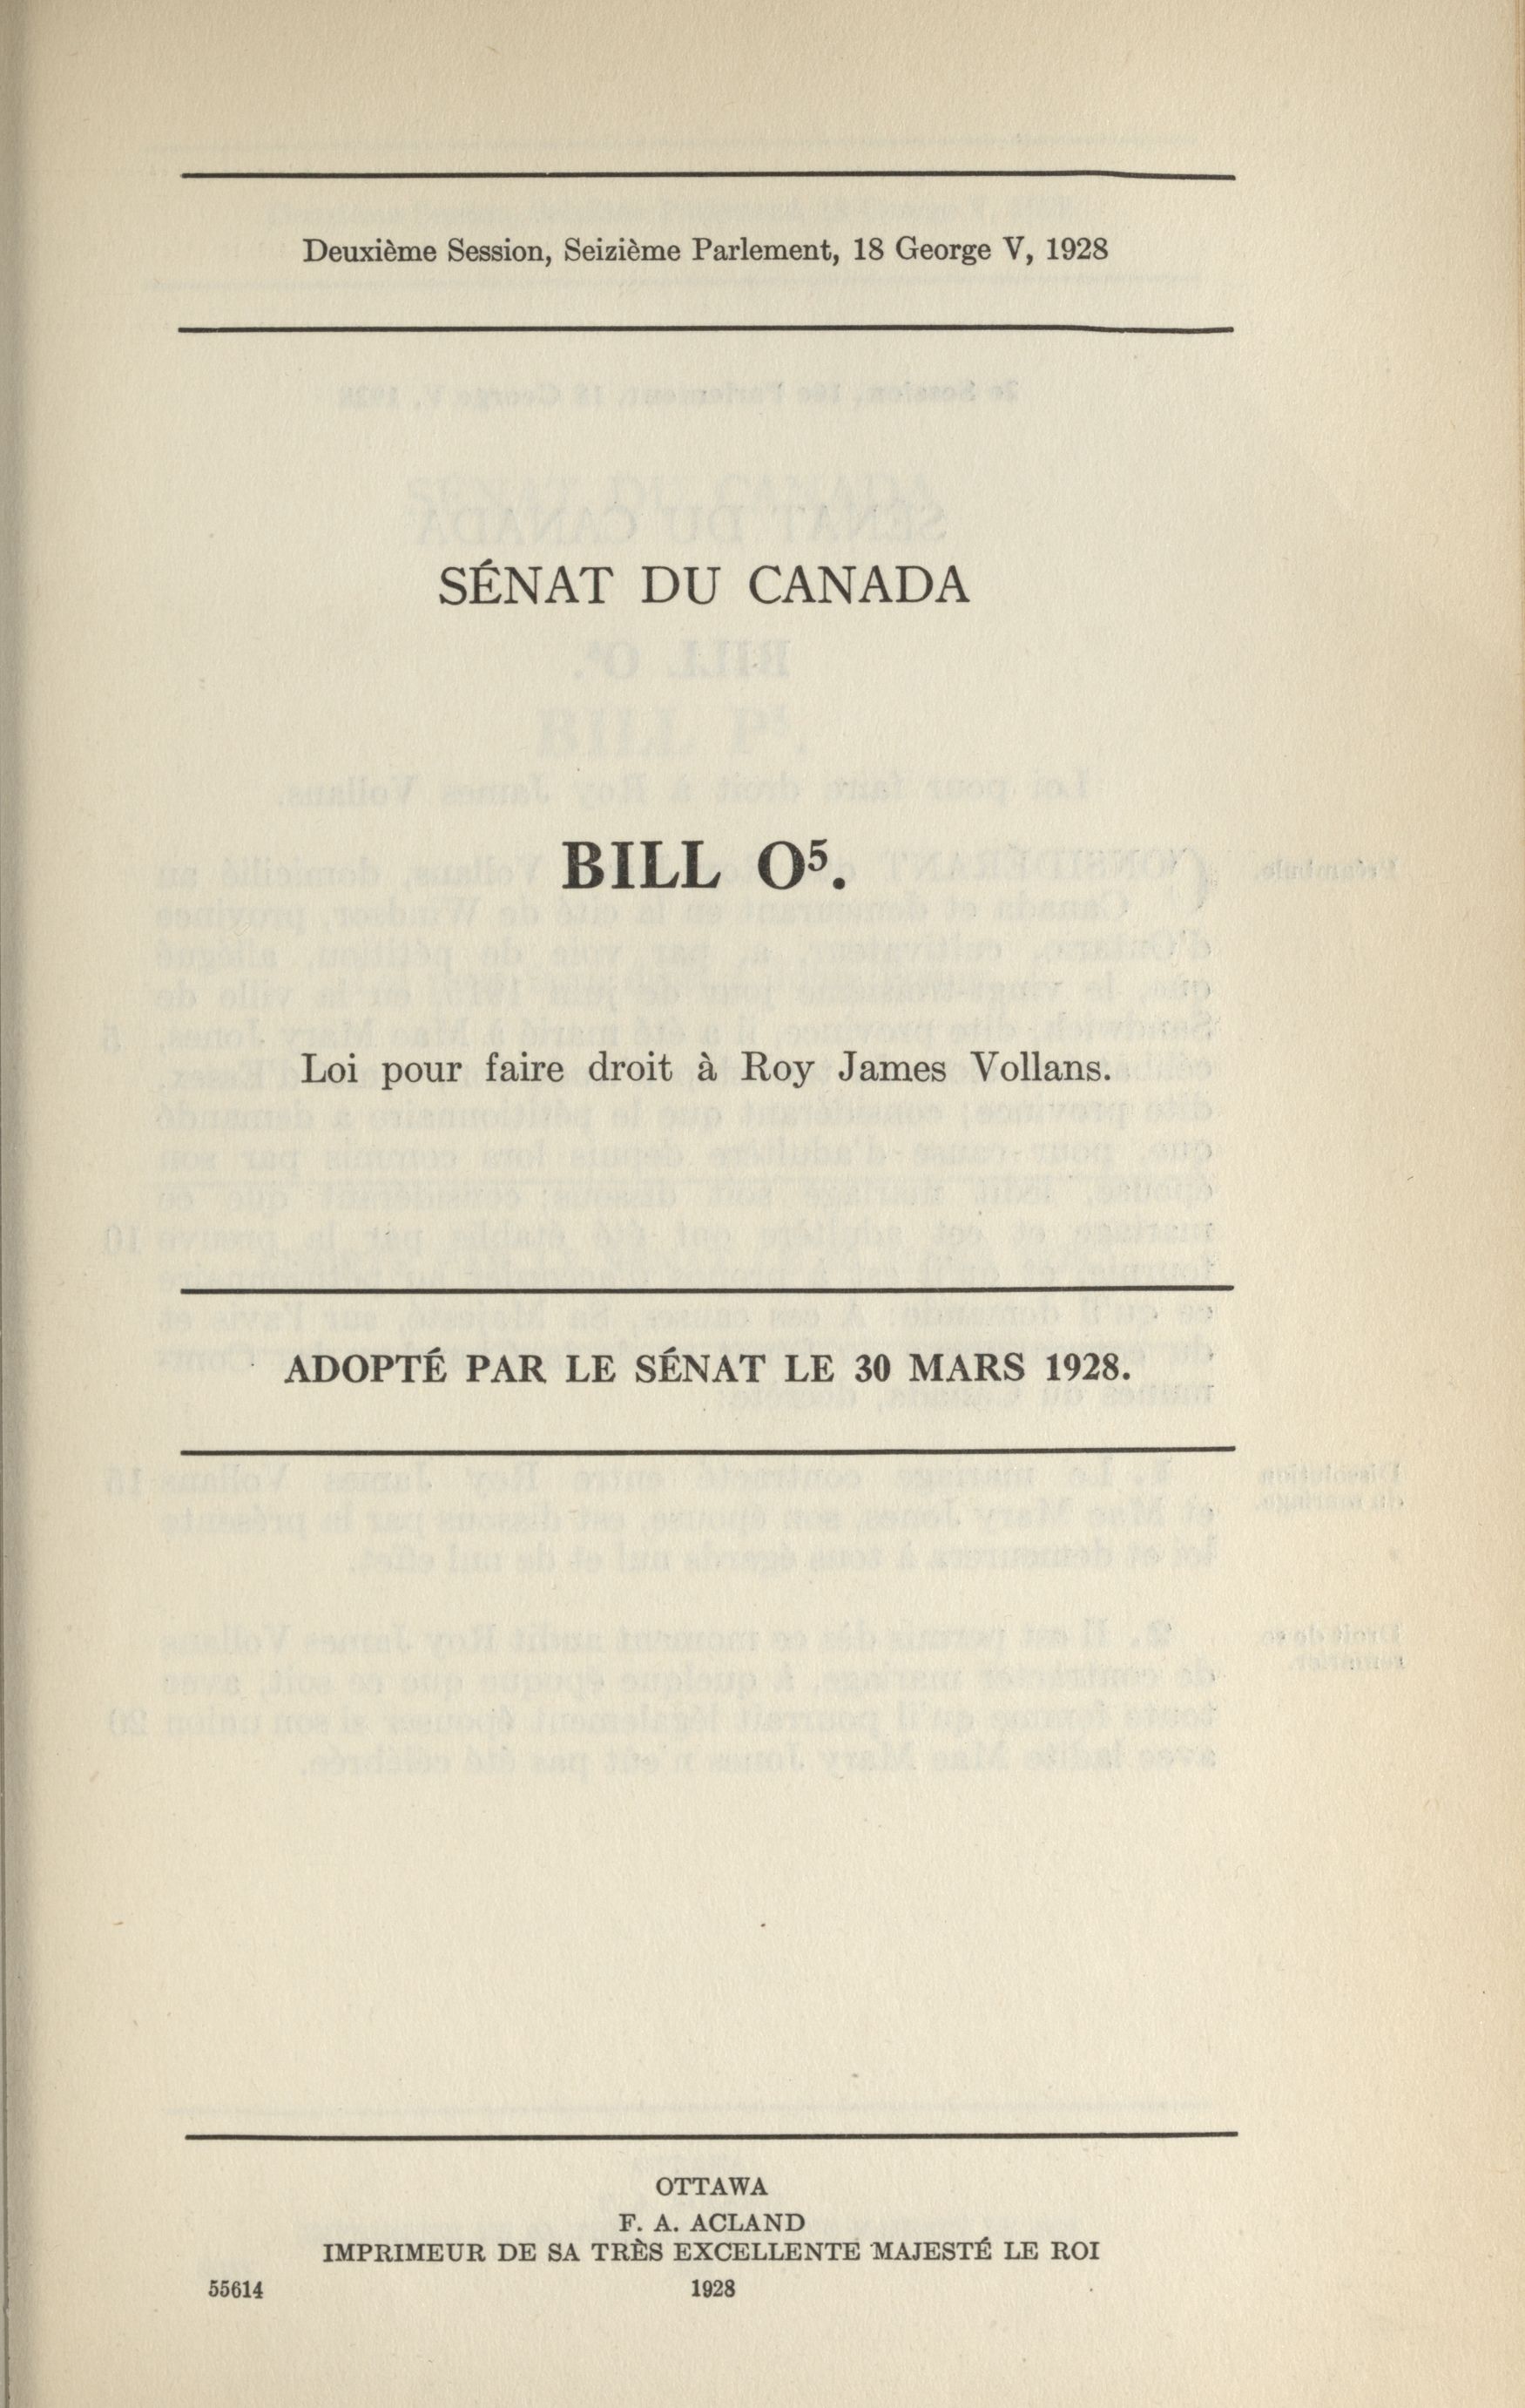 Deuxième Session, Seizième Parlement, 18 George V, 1928
SÉNAT DU CANADA
BILL O⁵.
Loi pour faire droit à Roy James Vollans.
ADOPTÉ PAR LE SÉNAT LE 30 MARS 1928.
OTTAWA
F. A. ACLAND
IMPRIMEUR DE SA TRÈS EXCELLENTE MAJESTÉ LE ROI
55614 1928